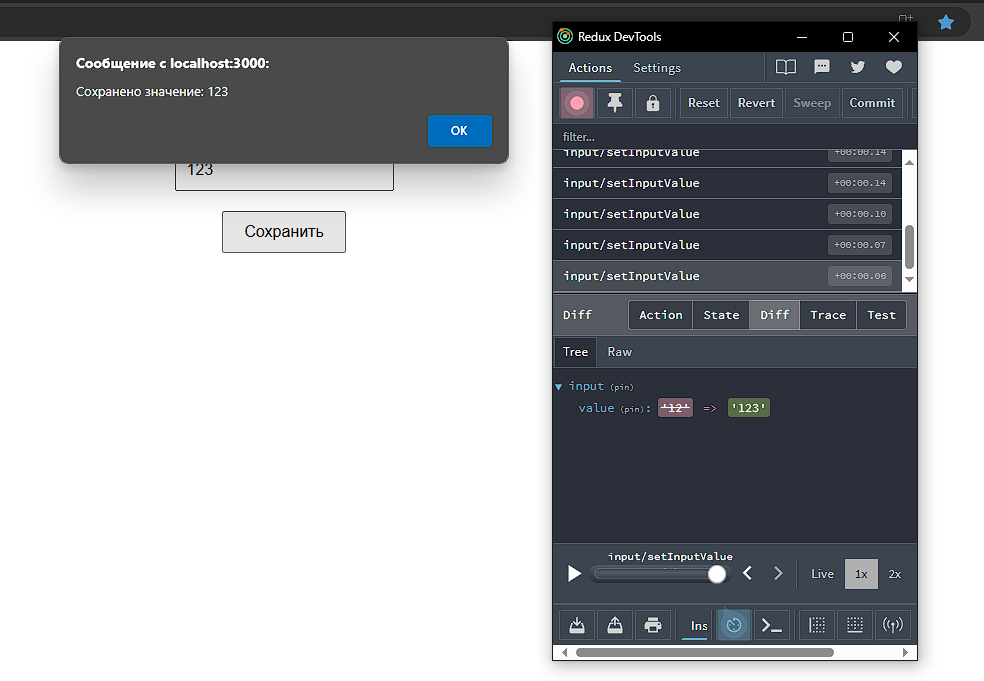 Сообщение с localhost:3000:
Сохранено значение: 123
OK
123
Сохранить
Redux DevTools
Actions Settings
Reset Revert Sweep Commit
filter...
input/setInputValue +00:00.14
input/setInputValue +00:00.14
input/setInputValue +00:00.10
input/setInputValue +00:00.07
input/setInputValue +00:00.06
Diff Action State Diff Trace Test
Tree Raw
input (pin)
value (pin): '12' => '123'
input/setInputValue
Live 1x 2x
Ins